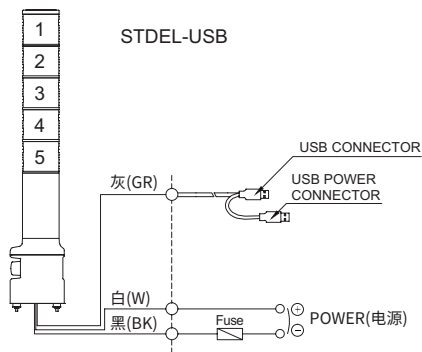 STDEL-USB
1
2
3
4
5
灰(GR)
USB CONNECTOR
USB POWER
CONNECTOR
白(W)
黑(BK)
Fuse
⊕
⊖
POWER(电源)